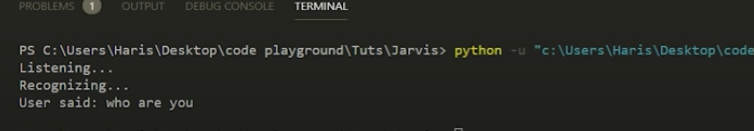 PROBLEMS 1 OUTPUT DEBUG CONSOLE TERMINAL
PS C:\Users\Haris\Desktop\code playground\Tuts\Jarvis> python -u "c:\Users\Haris\Desktop\code
Listening...
Recognizing...
User said: who are you